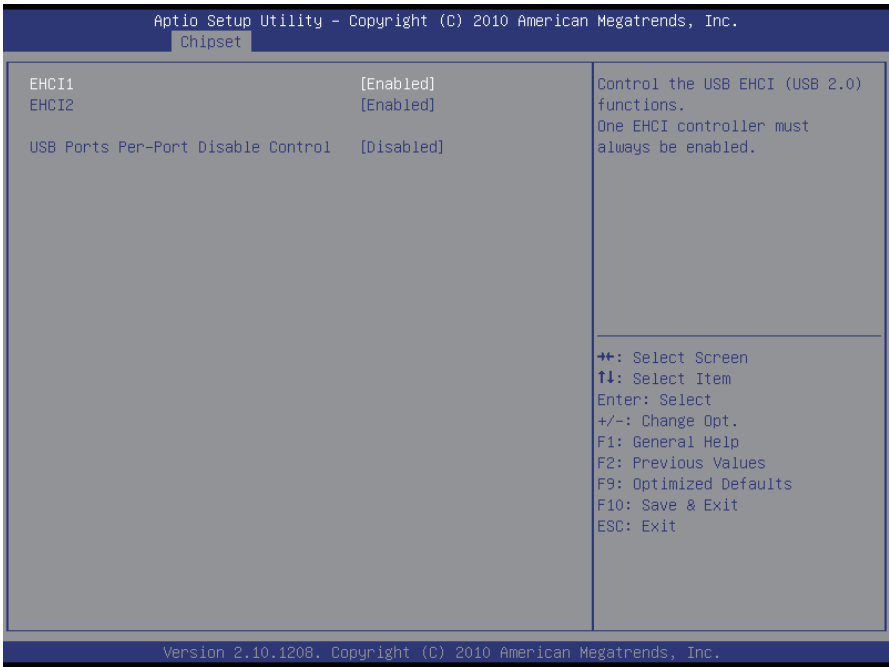 Aptio Setup Utility – Copyright (C) 2010 American Megatrends, Inc.
Chipset
EHCI1 [Enabled]
EHCI2 [Enabled]
USB Ports Per-Port Disable Control [Disabled]
Control the USB EHCI (USB 2.0)
functions.
One EHCI controller must
always be enabled.
→←: Select Screen
↑↓: Select Item
Enter: Select
+/-: Change Opt.
F1: General Help
F2: Previous Values
F9: Optimized Defaults
F10: Save & Exit
ESC: Exit
Version 2.10.1208. Copyright (C) 2010 American Megatrends, Inc.